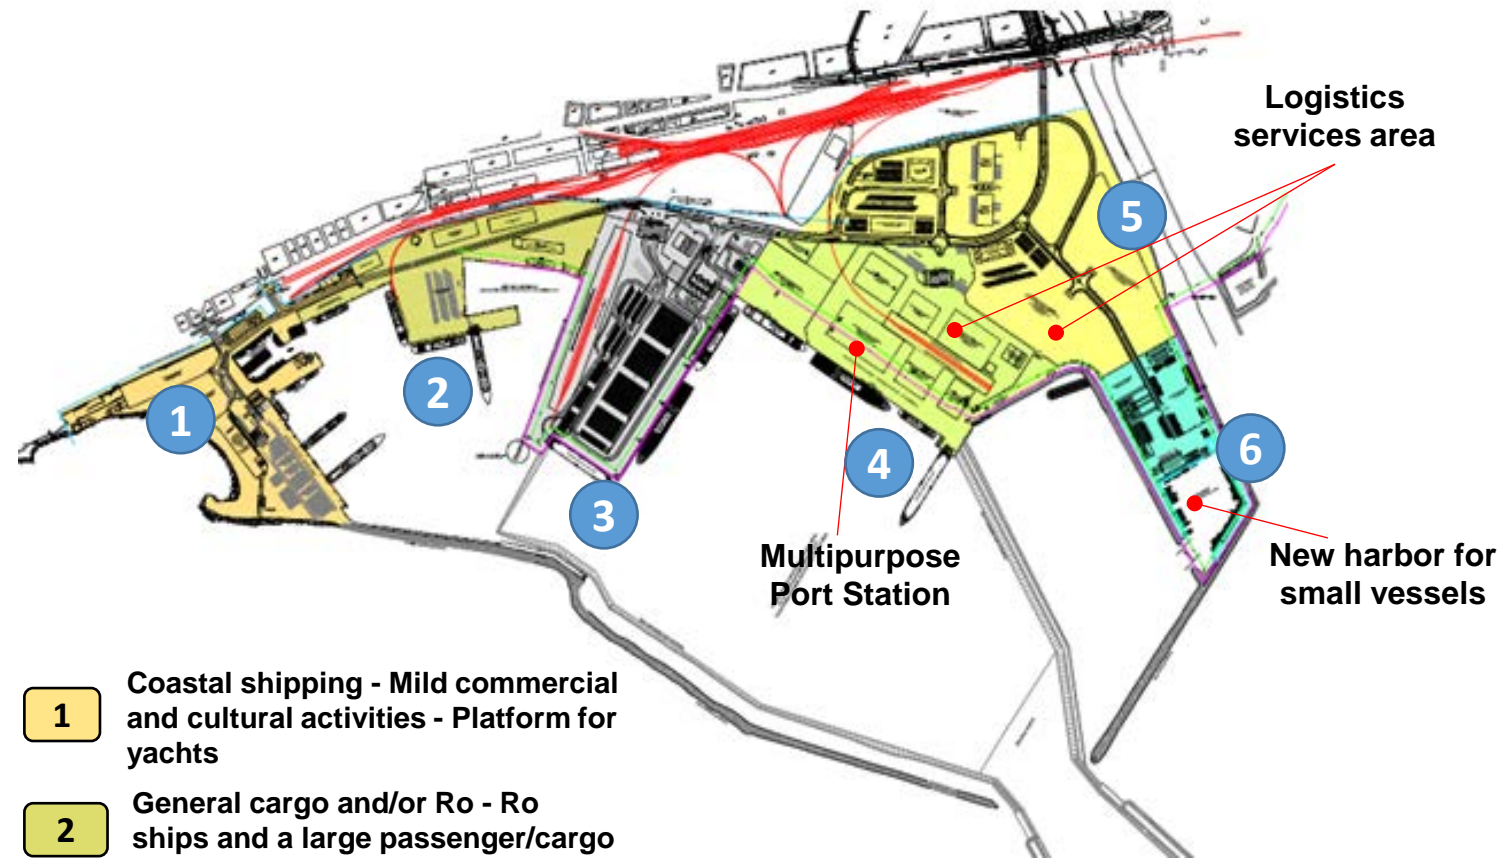 Logistics
services area
5
1
2
3
4
6
Multipurpose
Port Station
New harbor for
small vessels
1
Coastal shipping - Mild commercial
and cultural activities - Platform for
yachts
2
General cargo and/or Ro - Ro
ships and a large passenger/cargo